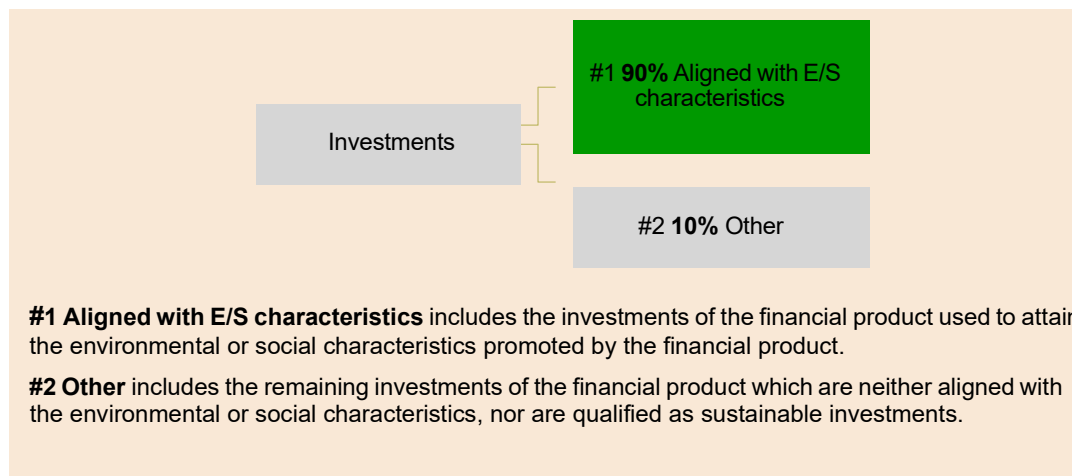 #1 90% Aligned with E/S
characteristics
Investments
#2 10% Other
#1 Aligned with E/S characteristics includes the investments of the financial product used to attain
the environmental or social characteristics promoted by the financial product.
#2 Other includes the remaining investments of the financial product which are neither aligned with
the environmental or social characteristics, nor are qualified as sustainable investments.